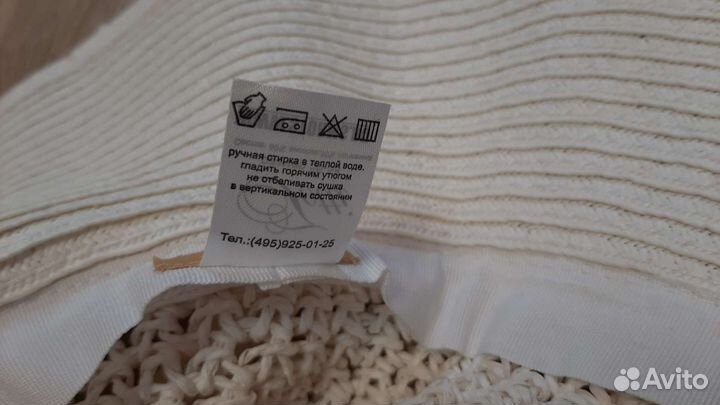 ручная стирка в теплой воде.
гладить горячим утюгом
не отбеливать сушка
в вертикальном состоянии
Тел.:(495)925-01-25
Avito